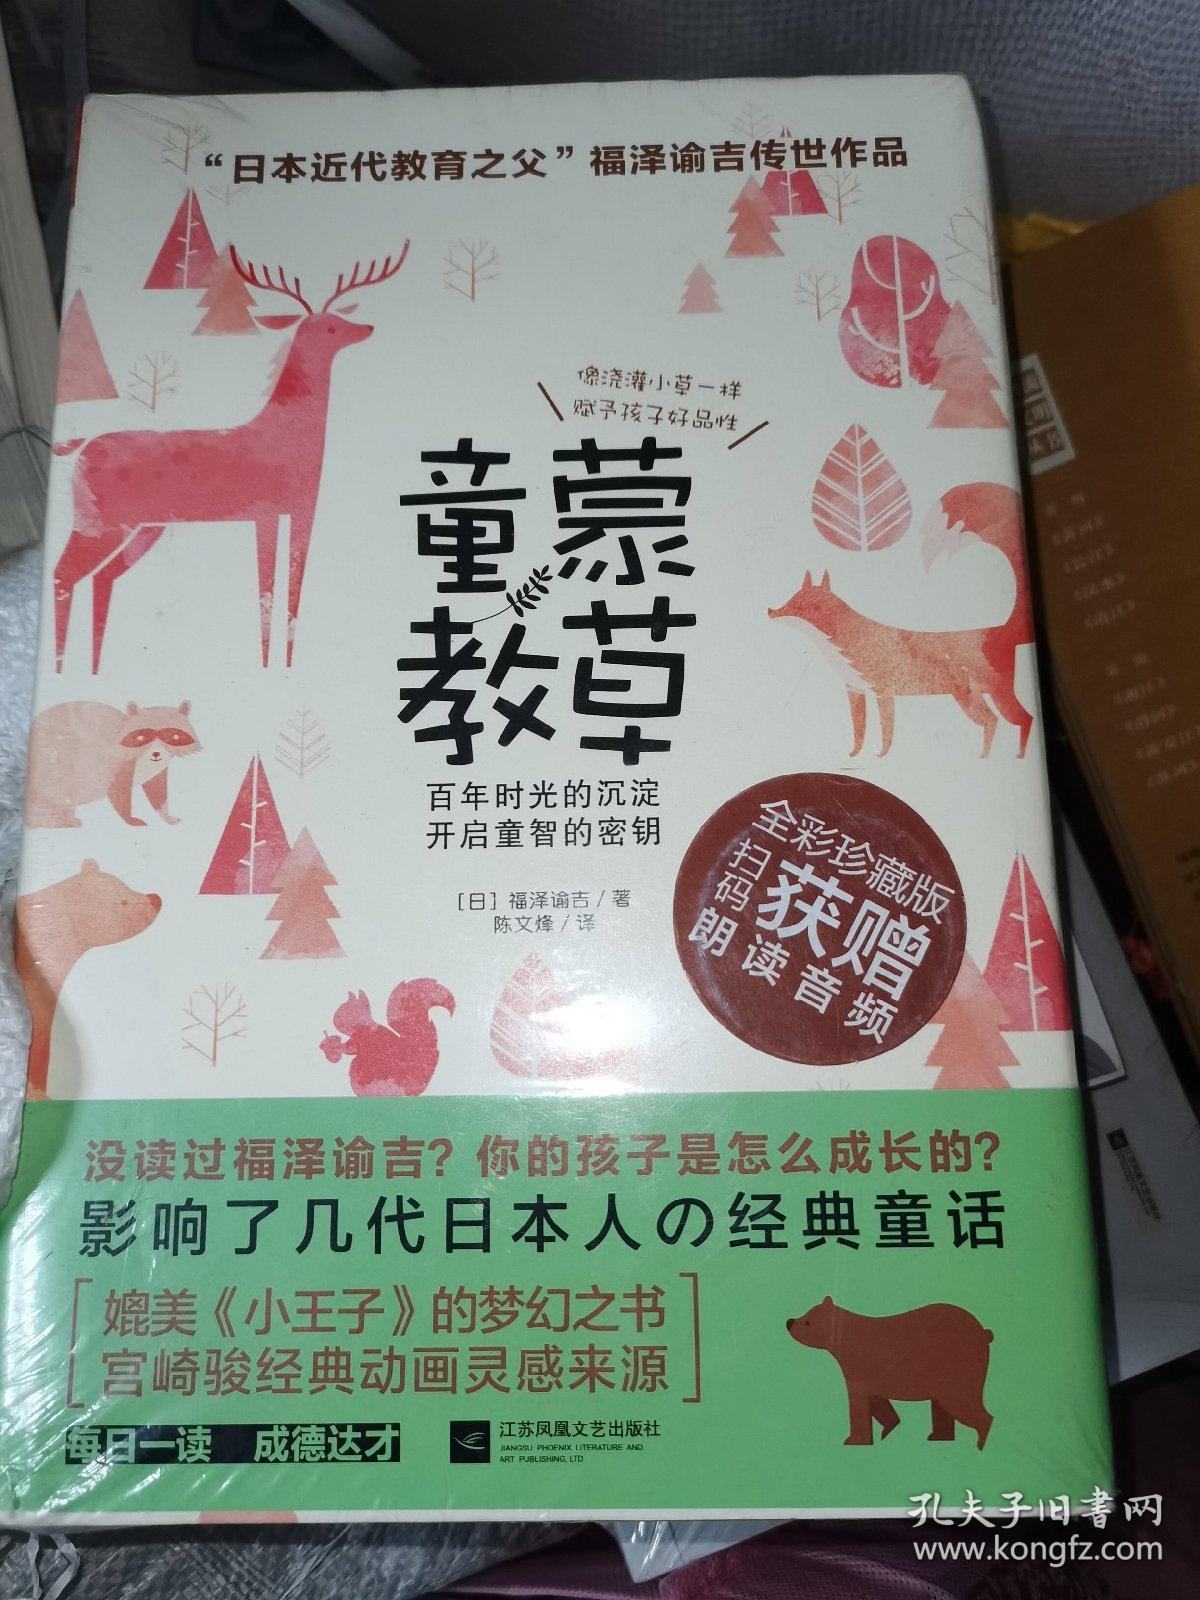 “日本近代教育之父”福泽谕吉传世作品
像浇灌小草一样
赋予孩子好品性
童蒙
教草
百年时光的沉淀
开启童智的密钥
[日] 福泽谕吉/著
陈文烽/译
全彩珍藏版
扫码
获赠
朗读音频
没读过福泽谕吉？你的孩子是怎么成长的？
影响了几代日本人の经典童话
媲美《小王子》的梦幻之书
宫崎骏经典动画灵感来源
每日一读 成德达才
江苏凤凰文艺出版社
JIANGSU PHOENIX LITERATURE AND
ART PUBLISHING, LTD
孔夫子旧书网
www.kongfz.com